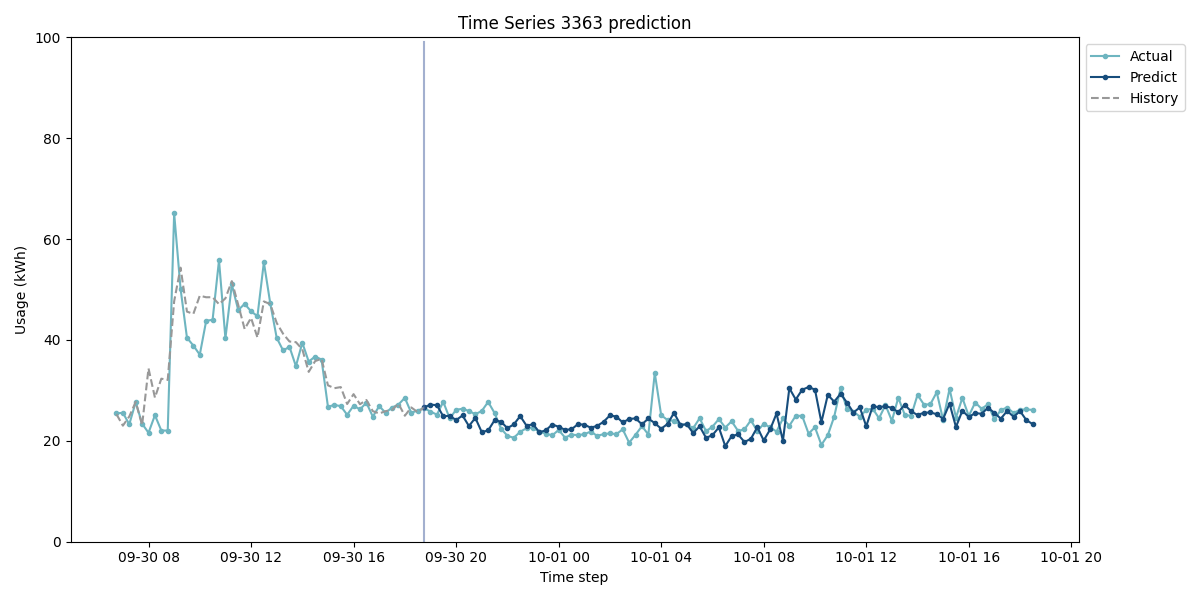 Time Series 3363 prediction
100
80
60
40
20
0
Usage (kWh)
09-30 08
09-30 12
09-30 16
09-30 20
10-01 00
10-01 04
10-01 08
10-01 12
10-01 16
10-01 20
Time step
Actual
Predict
History